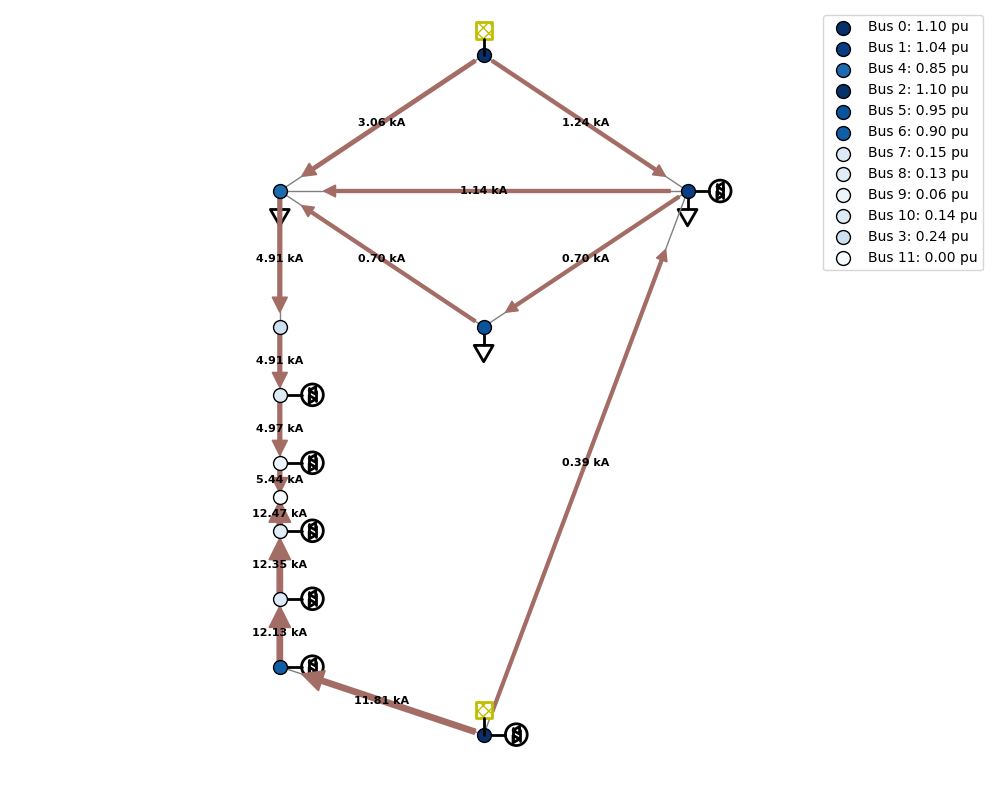 Bus 0: 1.10 pu
Bus 1: 1.04 pu
Bus 4: 0.85 pu
Bus 2: 1.10 pu
Bus 5: 0.95 pu
Bus 6: 0.90 pu
Bus 7: 0.15 pu
Bus 8: 0.13 pu
Bus 9: 0.06 pu
Bus 10: 0.14 pu
Bus 3: 0.24 pu
Bus 11: 0.00 pu
3.06 kA
1.24 kA
1.14 kA
4.91 kA
0.70 kA
0.70 kA
4.91 kA
4.97 kA
0.39 kA
5.44 kA
12.47 kA
12.35 kA
12.13 kA
11.81 kA